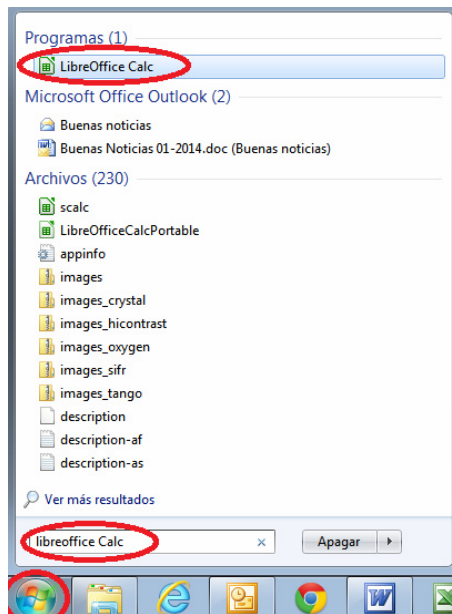 Programas (1)
LibreOffice Calc
Microsoft Office Outlook (2)
Buenas noticias
Buenas Noticias 01-2014.doc (Buenas noticias)
Archivos (230)
scalc
LibreOfficeCalcPortable
appinfo
images
images_crystal
images_hicontrast
images_oxygen
images_sifr
images_tango
description
description-af
description-as
Ver más resultados
libreoffice Calc × Apagar